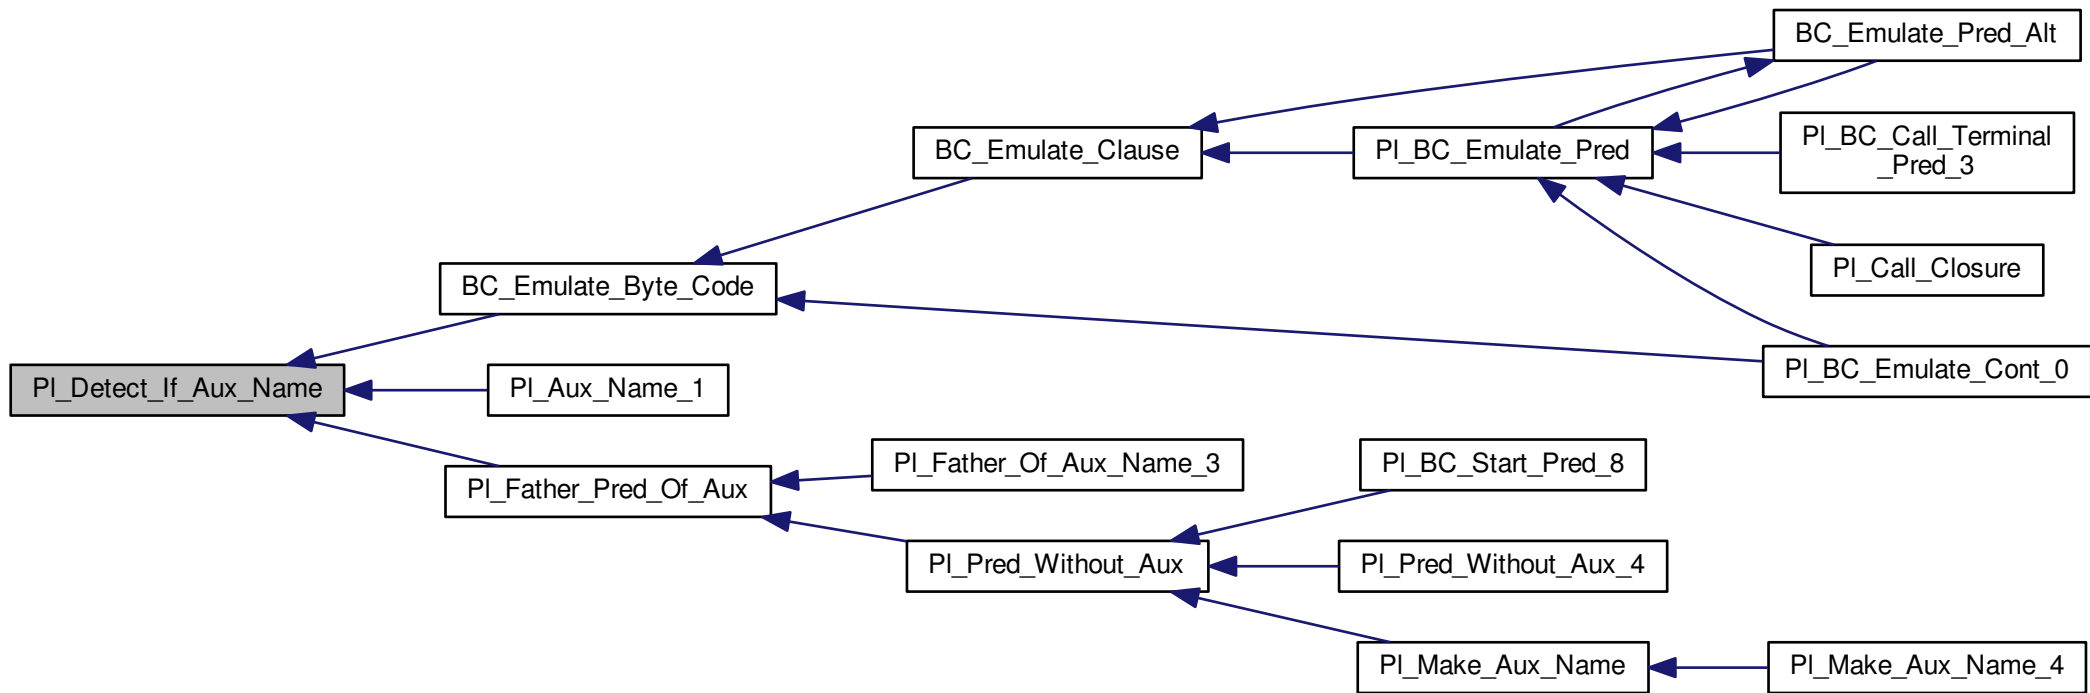 BC_Emulate_Pred_Alt
Pl_BC_Call_Terminal
_Pred_3
BC_Emulate_Clause
Pl_BC_Emulate_Pred
Pl_Call_Closure
BC_Emulate_Byte_Code
Pl_BC_Emulate_Cont_0
Pl_Detect_If_Aux_Name
Pl_Aux_Name_1
Pl_Father_Of_Aux_Name_3
Pl_BC_Start_Pred_8
Pl_Father_Pred_Of_Aux
Pl_Pred_Without_Aux
Pl_Pred_Without_Aux_4
Pl_Make_Aux_Name
Pl_Make_Aux_Name_4